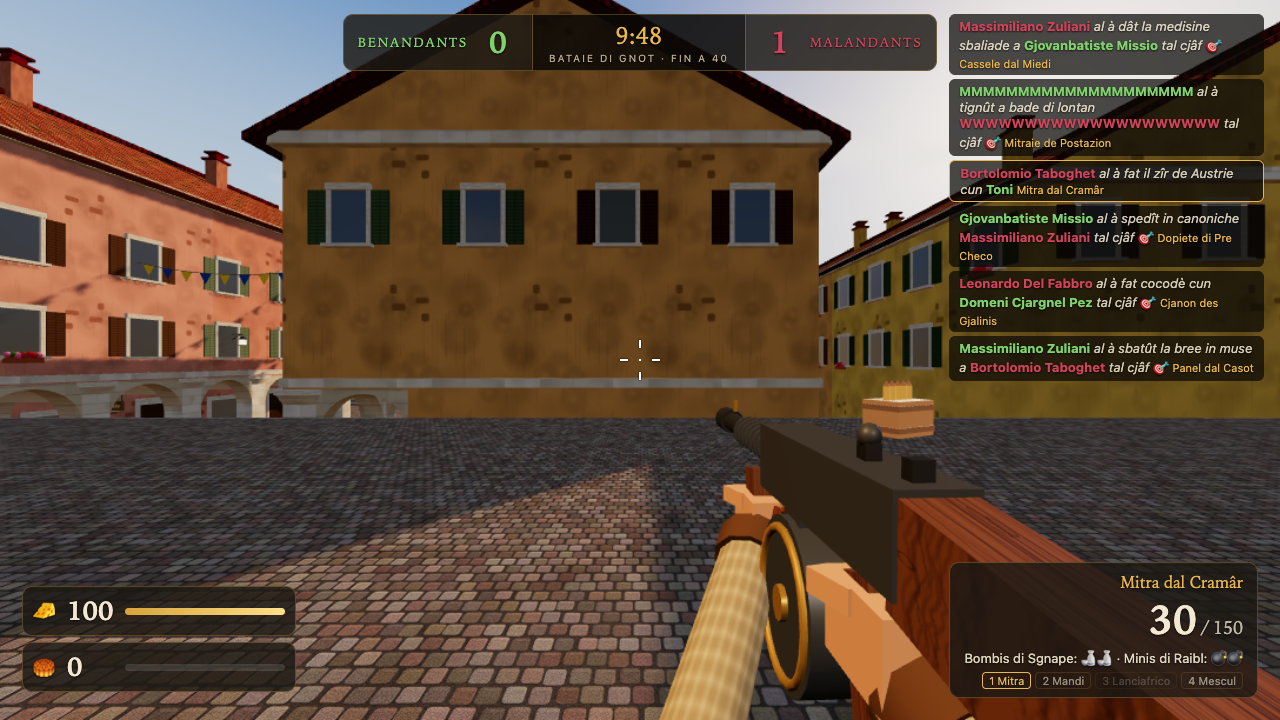 BENANDANTS 0
9:48
BATAIE DI GNOT · FIN A 40
1 MALANDANTS
Massimiliano Zuliani al à dât la medisine
sbaliade a Gjovanbatiste Missio tal cjâf
Cassele dal Miedi
MMMMMMMMMMMMMMMMMMMM al à
tignût a bade di lontan
WWWWWWWWWWWWWWWWWWWW tal
cjâf Mitraie de Postazion
Bortolomio Taboghet al à fat il zîr de Austrie
cun Toni Mitra dal Cramâr
Gjovanbatiste Missio al à spedît in canoniche
Massimiliano Zuliani tal cjâf Dopiete di Pre
Checo
Leonardo Del Fabbro al à fat cocodè cun
Domeni Cjargnel Pez tal cjâf Cjanon des
Gjalinis
Massimiliano Zuliani al à sbatût la bree in muse
a Bortolomio Taboghet tal cjâf Panel dal Casot
100
0
Mitra dal Cramâr
30 / 150
Bombis di Sgnape: · Minis di Raibl:
1 Mitra 2 Mandi 3 Lanciafrico 4 Mescul